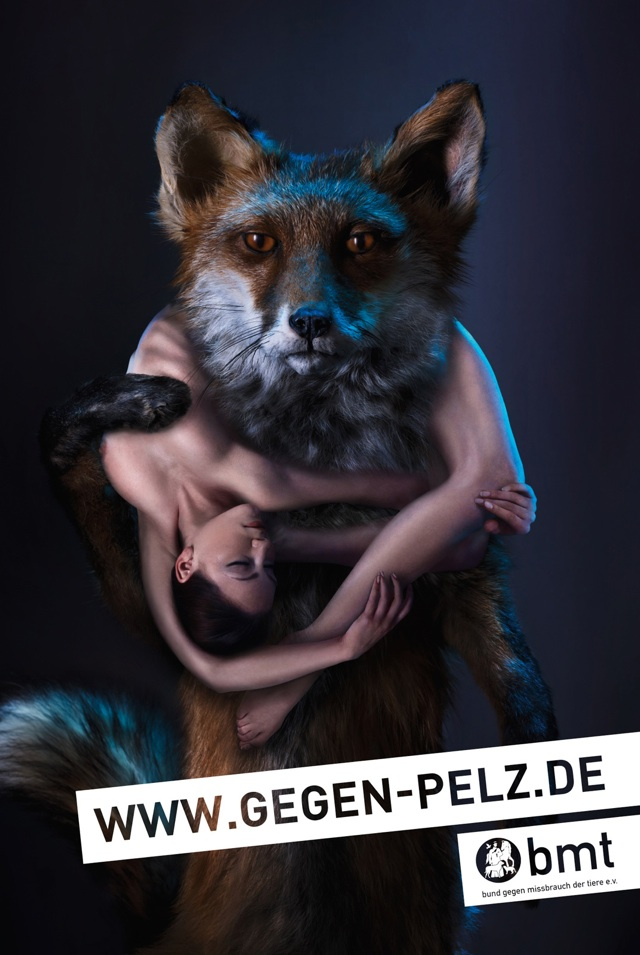 WWW.GEGEN-PELZ.DE
bmt
bund gegen missbrauch der tiere e.v.